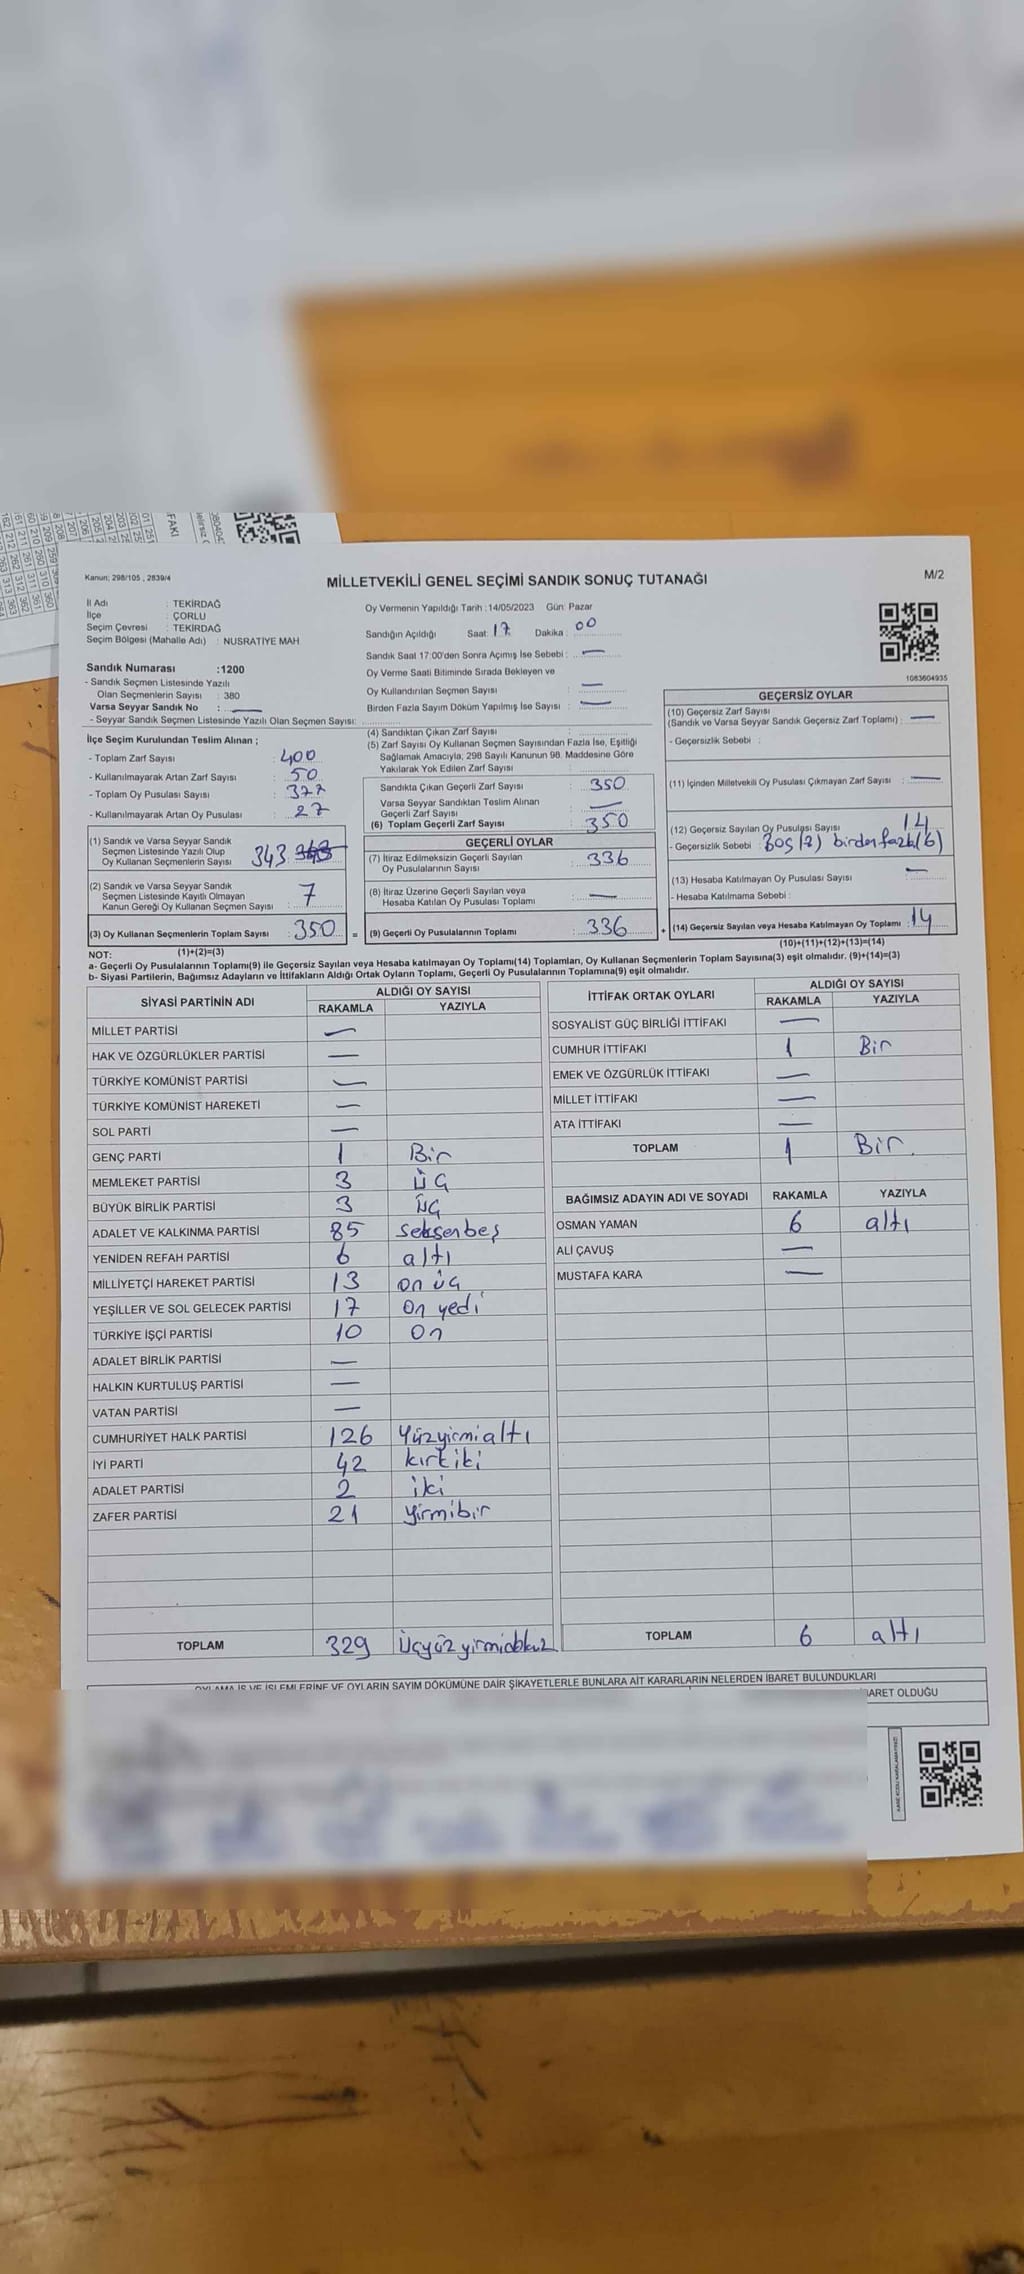 Kanun; 298/105 , 2839/4
MİLLETVEKİLİ GENEL SEÇİMİ SANDIK SONUÇ TUTANAĞI
M/2
İl Adı : TEKİRDAĞ
İlçe : ÇORLU
Seçim Çevresi : TEKİRDAĞ
Seçim Bölgesi (Mahalle Adı) : NUSRATİYE MAH
Sandık Numarası :1200
- Sandık Seçmen Listesinde Yazılı
Olan Seçmenlerin Sayısı : 380
Varsa Seyyar Sandık No : —
- Seyyar Sandık Seçmen Listesinde Yazılı Olan Seçmen Sayısı:
Oy Vermenin Yapıldığı Tarih :14/05/2023 Gün: Pazar
Sandığın Açıldığı Saat: 17 Dakika : 00
Sandık Saat 17:00'den Sonra Açımış İse Sebebi : —
Oy Verme Saati Bitiminde Sırada Bekleyen ve
Oy Kullandırılan Seçmen Sayısı : —
Birden Fazla Sayım Döküm Yapılmış İse Sayısı : —
1083604935
İlçe Seçim Kurulundan Teslim Alınan ;
- Toplam Zarf Sayısı : 400
- Kullanılmayarak Artan Zarf Sayısı : 50
- Toplam Oy Pusulası Sayısı : 377
- Kullanılmayarak Artan Oy Pusulası : 27
(1) Sandık ve Varsa Seyyar Sandık
Seçmen Listesinde Yazılı Olup
Oy Kullanan Seçmenlerin Sayısı 343 363
(2) Sandık ve Varsa Seyyar Sandık
Seçmen Listesinde Kayıtlı Olmayan
Kanun Gereği Oy Kullanan Seçmen Sayısı : 7
(3) Oy Kullanan Seçmenlerin Toplam Sayısı : 350 =
(4) Sandıktan Çıkan Zarf Sayısı :
(5) Zarf Sayısı Oy Kullanan Seçmen Sayısından Fazla İse, Eşitliği
Sağlamak Amacıyla, 298 Sayılı Kanunun 98. Maddesine Göre
Yakılarak Yok Edilen Zarf Sayısı :
Sandıkta Çıkan Geçerli Zarf Sayısı : 350
Varsa Seyyar Sandıktan Teslim Alınan
Geçerli Zarf Sayısı : —
(6) Toplam Geçerli Zarf Sayısı : 350
GEÇERLİ OYLAR
(7) İtiraz Edilmeksizin Geçerli Sayılan
Oy Pusulalarının Sayısı : 336
(8) İtiraz Üzerine Geçerli Sayılan veya
Hesaba Katılan Oy Pusulası Toplamı : —
(9) Geçerli Oy Pusulalarının Toplamı : 336 +
GEÇERSİZ OYLAR
(10) Geçersiz Zarf Sayısı
(Sandık ve Varsa Seyyar Sandık Geçersiz Zarf Toplamı) : —
- Geçersizlik Sebebi :
(11) İçinden Milletvekili Oy Pusulası Çıkmayan Zarf Sayısı : —
(12) Geçersiz Sayılan Oy Pusulası Sayısı : 14
- Geçersizlik Sebebi : Boş birden fazla(6)
(13) Hesaba Katılmayan Oy Pusulası Sayısı : —
- Hesaba Katılmama Sebebi :
(14) Geçersiz Sayılan veya Hesaba Katılmayan Oy Toplamı : 14
NOT: (1)+(2)=(3)
(10)+(11)+(12)+(13)=(14)
a- Geçerli Oy Pusulalarının Toplamı(9) ile Geçersiz Sayılan veya Hesaba katılmayan Oy Toplamı(14) Toplamları, Oy Kullanan Seçmenlerin Toplam Sayısına(3) eşit olmalıdır. (9)+(14)=(3)
b- Siyasi Partilerin, Bağımsız Adayların ve İttifakların Aldığı Ortak Oyların Toplamı, Geçerli Oy Pusulalarının Toplamına(9) eşit olmalıdır.
SİYASİ PARTİNİN ADI ALDIĞI OY SAYISI
RAKAMLA YAZIYLA
MİLLET PARTİSİ —
HAK VE ÖZGÜRLÜKLER PARTİSİ —
TÜRKİYE KOMÜNİST PARTİSİ —
TÜRKİYE KOMÜNİST HAREKETİ —
SOL PARTİ —
GENÇ PARTİ 1 Bir
MEMLEKET PARTİSİ 3 üç
BÜYÜK BİRLİK PARTİSİ 3 üç
ADALET VE KALKINMA PARTİSİ 85 seksenbeş
YENİDEN REFAH PARTİSİ 6 altı
MİLLİYETÇİ HAREKET PARTİSİ 13 on üç
YEŞİLLER VE SOL GELECEK PARTİSİ 17 on yedi
TÜRKİYE İŞÇİ PARTİSİ 10 on
ADALET BİRLİK PARTİSİ —
HALKIN KURTULUŞ PARTİSİ —
VATAN PARTİSİ —
CUMHURİYET HALK PARTİSİ 126 Yüzyirmialtı
İYİ PARTİ 42 kırkiki
ADALET PARTİSİ 2 iki
ZAFER PARTİSİ 21 yirmibir
TOPLAM 329 Üçyüzyirmidokuz
İTTİFAK ORTAK OYLARI ALDIĞI OY SAYISI
RAKAMLA YAZIYLA
SOSYALİST GÜÇ BİRLİĞİ İTTİFAKI —
CUMHUR İTTİFAKI 1 Bir
EMEK VE ÖZGÜRLÜK İTTİFAKI —
MİLLET İTTİFAKI —
ATA İTTİFAKI —
TOPLAM 1 Bir.
BAĞIMSIZ ADAYIN ADI VE SOYADI RAKAMLA YAZIYLA
OSMAN YAMAN 6 altı
ALİ ÇAVUŞ —
MUSTAFA KARA —
TOPLAM 6 altı
OYLAMA İŞ VE İŞLEMLERİNE VE OYLARIN SAYIM DÖKÜMÜNE DAİR ŞİKAYETLERLE BUNLARA AİT KARARLARIN NELERDEN İBARET BULUNDUKLARI
BARET OLDUĞU